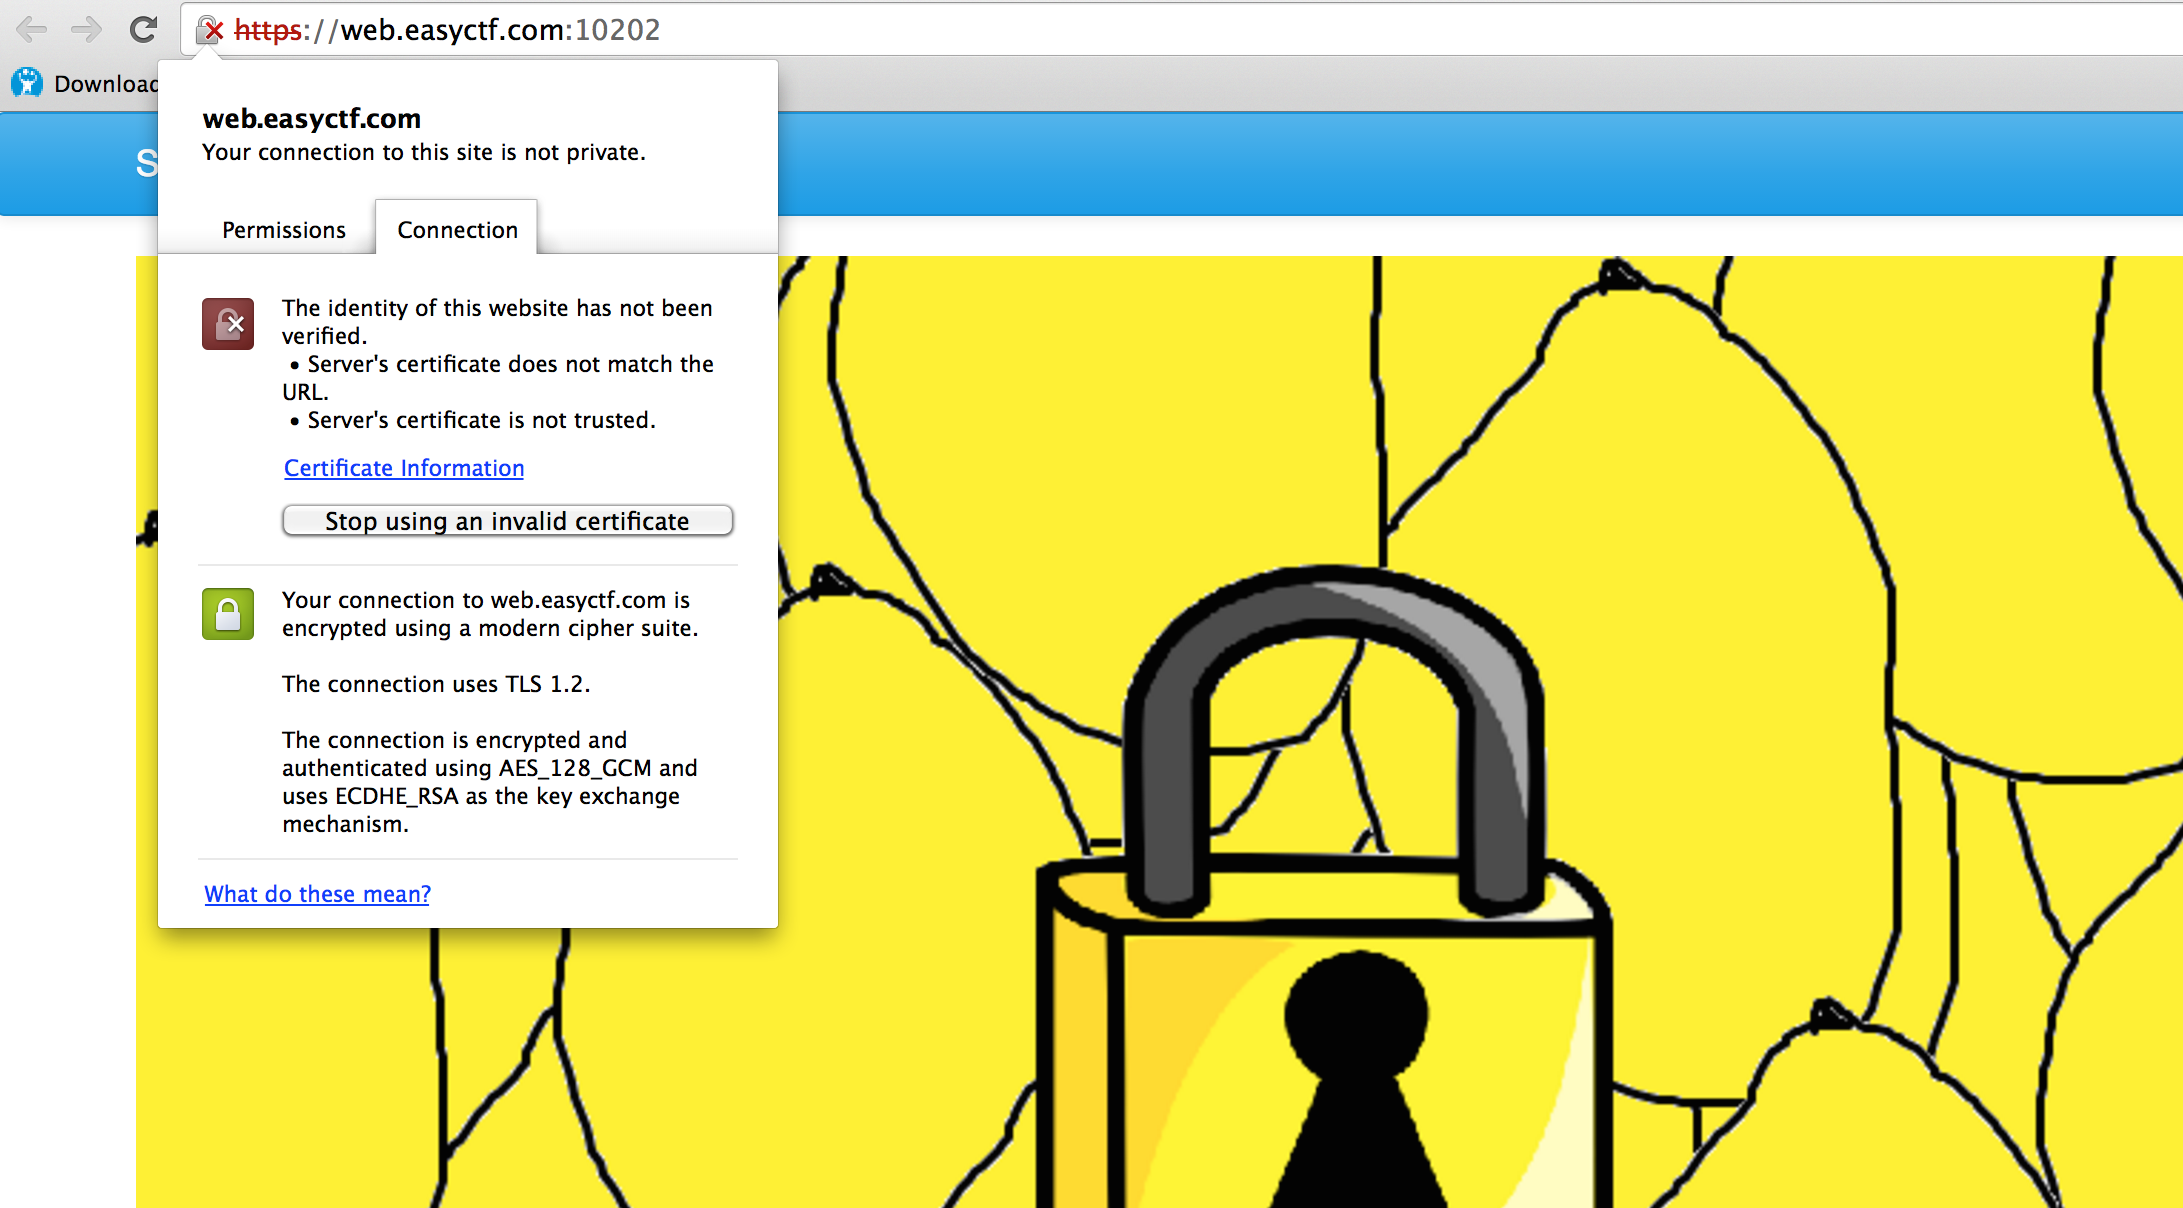 https://web.easyctf.com:10202
Download
web.easyctf.com
Your connection to this site is not private.
S
Permissions
Connection
The identity of this website has not been
verified.
• Server's certificate does not match the
URL.
• Server's certificate is not trusted.
Certificate Information
Stop using an invalid certificate
Your connection to web.easyctf.com is
encrypted using a modern cipher suite.
The connection uses TLS 1.2.
The connection is encrypted and
authenticated using AES_128_GCM and
uses ECDHE_RSA as the key exchange
mechanism.
What do these mean?